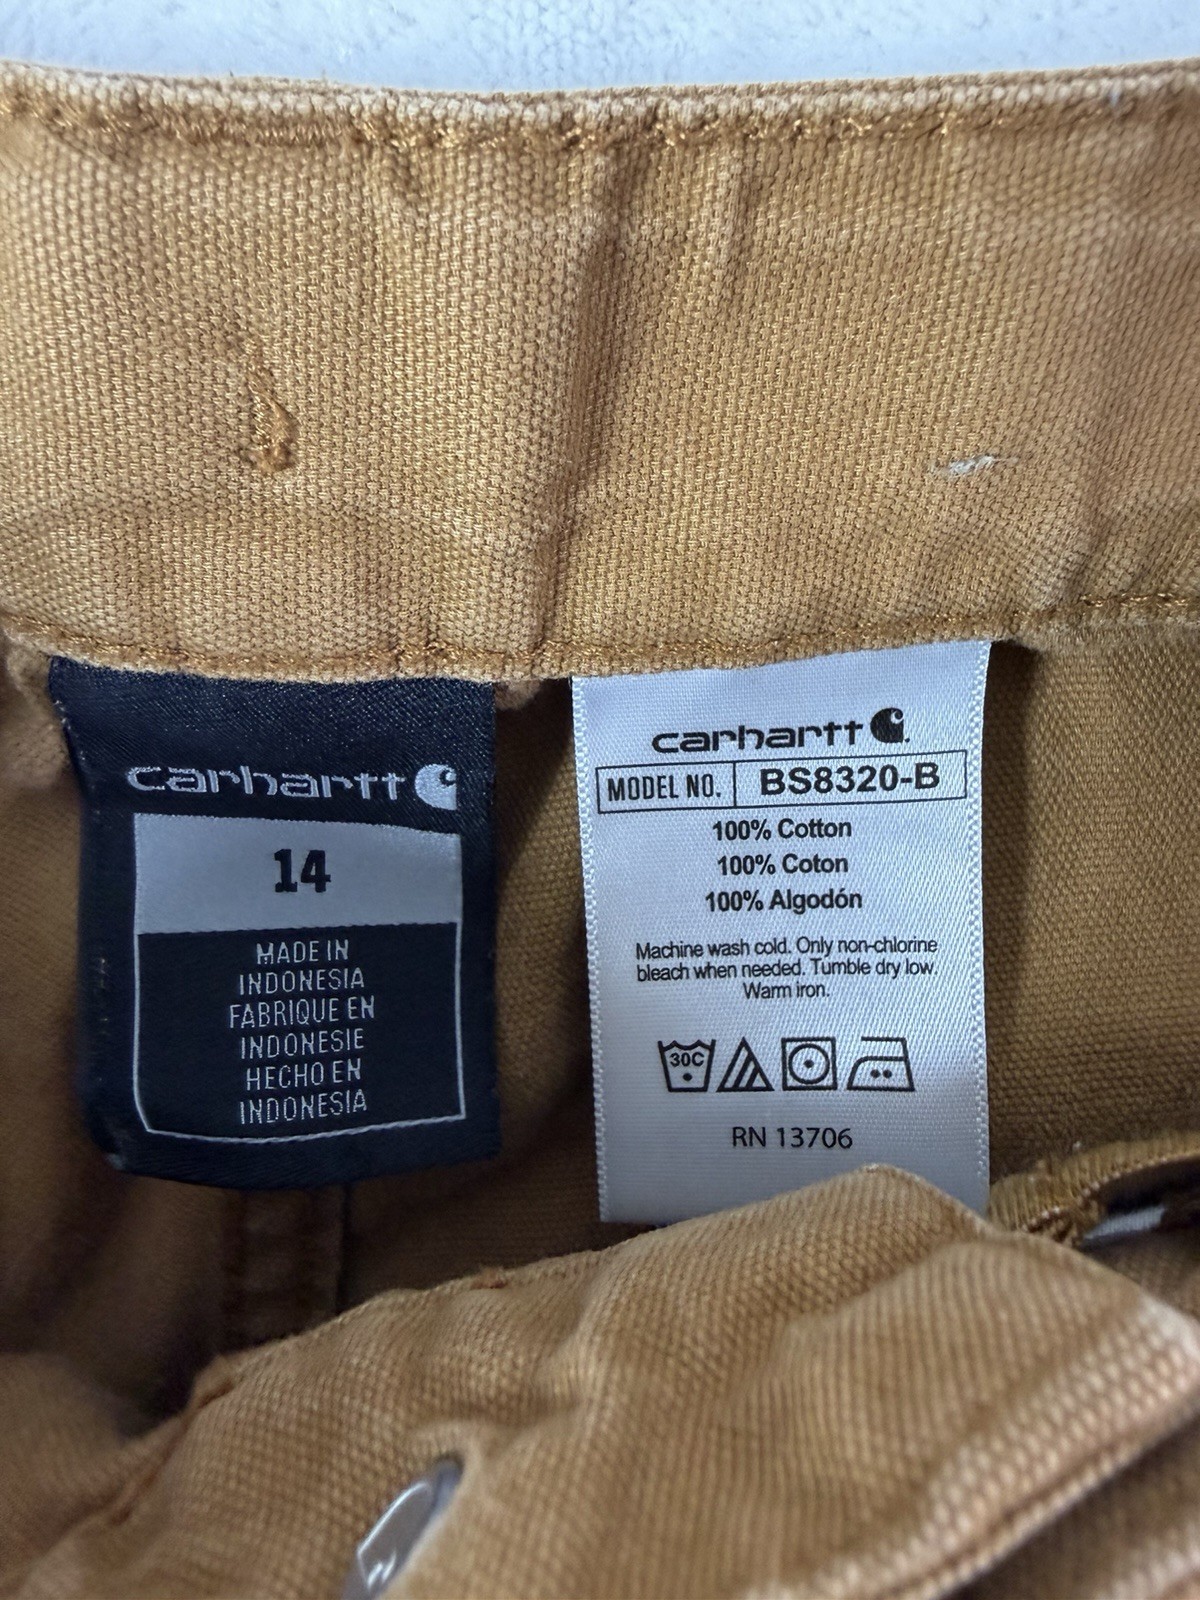 carhartt
14
MADE IN
INDONESIA
FABRIQUE EN
INDONESIE
HECHO EN
INDONESIA
carhartt
MODEL NO. BS8320-B
100% Cotton
100% Coton
100% Algodón
Machine wash cold. Only non-chlorine
bleach when needed. Tumble dry low.
Warm iron.
30C
RN 13706